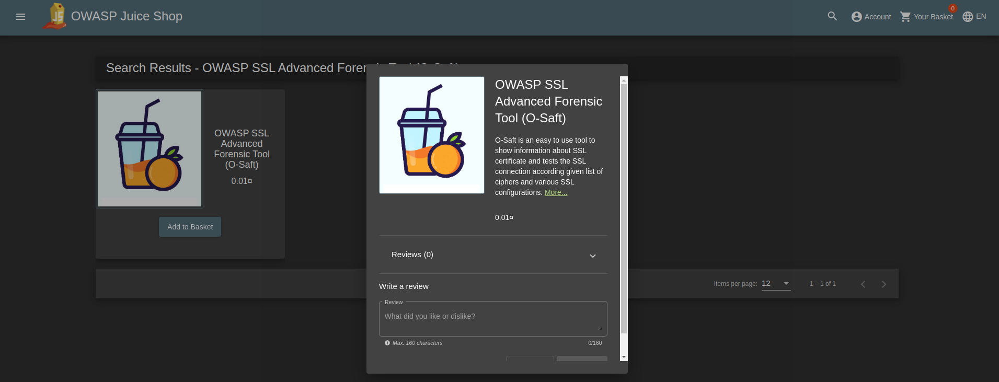 OWASP Juice Shop
Account
0
Your Basket
EN
Search Results - OWASP SSL Advanced
OWASP SSL
Advanced
Forensic Tool
(O-Saft)
0.01¤
Add to Basket
OWASP SSL
Advanced Forensic
Tool (O-Saft)
O-Saft is an easy to use tool to
show information about SSL
certificate and tests the SSL
connection according given list of
ciphers and various SSL
configurations. More...
0.01¤
Reviews (0)
Write a review
Review
What did you like or dislike?
Max. 160 characters
0/160
Items per page:
12
1 – 1 of 1